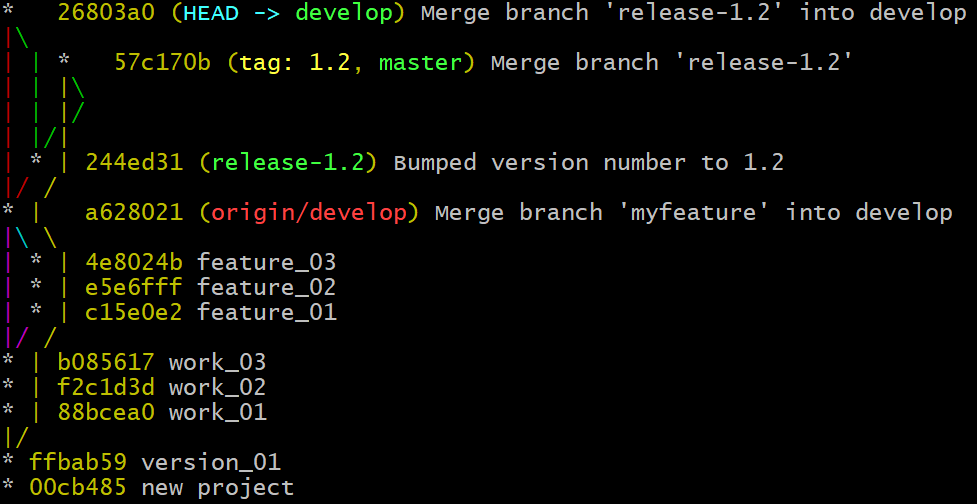 *   26803a0 (HEAD -> develop) Merge branch 'release-1.2' into develop
|\
| | *   57c170b (tag: 1.2, master) Merge branch 'release-1.2'
| | |\
| | |/
| |/|
| * | 244ed31 (release-1.2) Bumped version number to 1.2
|/ /
* |   a628021 (origin/develop) Merge branch 'myfeature' into develop
|\ \
| * | 4e8024b feature_03
| * | e5e6fff feature_02
| * | c15e0e2 feature_01
|/ /
* | b085617 work_03
* | f2c1d3d work_02
* | 88bcea0 work_01
|/
* ffbab59 version_01
* 00cb485 new project